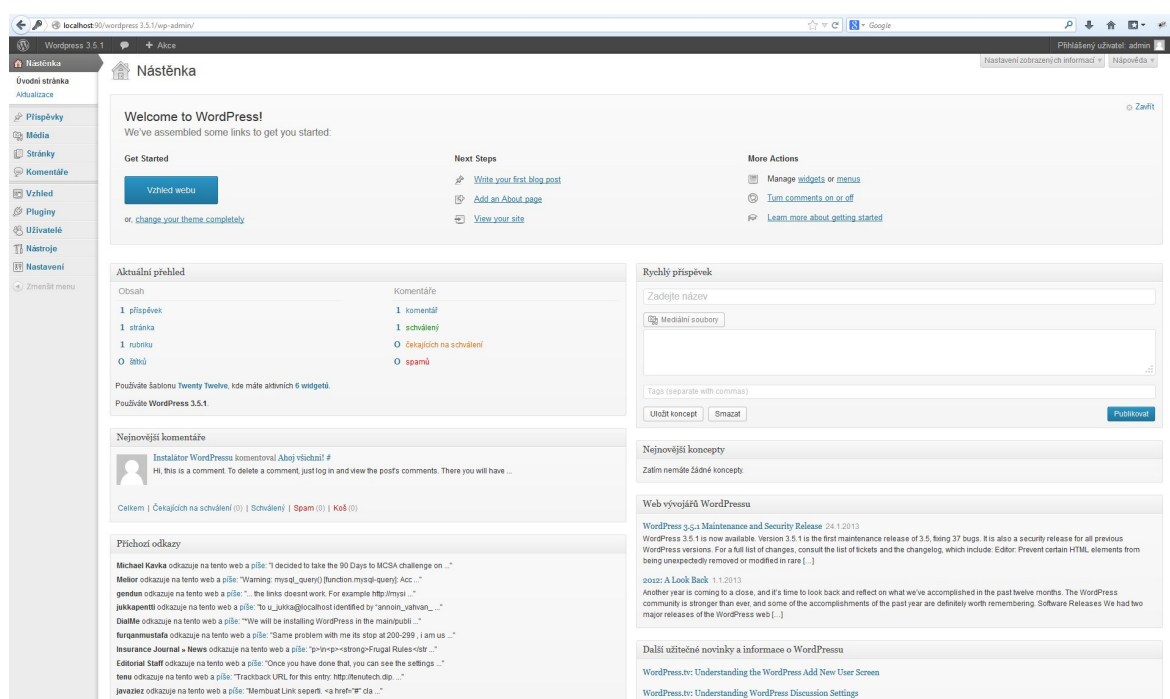 localhost:90/wordpress 3.5.1/wp-admin/
Google
Wordpress 3.5.1
+ Akce
Přihlášený uživatel: admin
Nástěnka
Úvodní stránka
Aktualizace
Příspěvky
Média
Stránky
Komentáře
Vzhled
Pluginy
Uživatelé
Nástroje
Nastavení
Zmenšit menu
Nastavení zobrazených informací
Nápověda
Nástěnka
Zavřít
Welcome to WordPress!
We've assembled some links to get you started:
Get Started
Vzhled webu
or, change your theme completely
Next Steps
Write your first blog post
Add an About page
View your site
More Actions
Manage widgets or menus
Turn comments on or off
Learn more about getting started
Aktuální přehled
Obsah
1 příspěvek
1 stránka
1 rubriku
0 štítků
Komentáře
1 komentář
1 schválený
0 čekajících na schválení
0 spamů
Používáte šablonu Twenty Twelve, kde máte aktivních 6 widgetů.
Používáte WordPress 3.5.1.
Nejnovější komentáře
Instalátor WordPressu komentoval Ahoj všichni! #
Hi, this is a comment. To delete a comment, just log in and view the post's comments. There you will have ...
Celkem | Čekajících na schválení (0) | Schválený | Spam (0) | Koš (0)
Příchozí odkazy
Michael Kavka odkazuje na tento web a píše: "I decided to take the 90 Days to MCSA challenge on ..."
Melior odkazuje na tento web a píše: "Warning: mysql_query() [function.mysql-query]: Acc ..."
gendun odkazuje na tento web a píše: "... the links doesnt work. For example http://mysi ..."
jukkapentti odkazuje na tento web a píše: "to u_jukka@localhost identified by "annoin_vahvan_ ..."
DialMe odkazuje na tento web a píše: "*We will be installing WordPress in the main/publi ..."
furqanmustafa odkazuje na tento web a píše: "Same problem with me its stop at 200-299 , i am us ..."
Insurance Journal » News odkazuje na tento web a píše: "p>\n<p><strong>Frugal Rules</str ..."
Editorial Staff odkazuje na tento web a píše: "Once you have done that, you can see the settings ..."
tenu odkazuje na tento web a píše: "Trackback URL for this entry: http://tenutech.dip. ..."
javaziez odkazuje na tento web a píše: "Membuat Link seperti. <a href="#" cla ..."
Rychlý příspěvek
Zadejte název
Mediální soubory
Tags (separate with commas)
Uložit koncept
Smazat
Publikovat
Nejnovější koncepty
Zatím nemáte žádné koncepty.
Web vývojářů WordPressu
WordPress 3.5.1 Maintenance and Security Release 24.1.2013
WordPress 3.5.1 is now available. Version 3.5.1 is the first maintenance release of 3.5, fixing 37 bugs. It is also a security release for all previous
WordPress versions. For a full list of changes, consult the list of tickets and the changelog, which include: Editor: Prevent certain HTML elements from
being unexpectedly removed or modified in rare [...]
2012: A Look Back 1.1.2013
Another year is coming to a close, and it's time to look back and reflect on what we've accomplished in the past twelve months. The WordPress
community is stronger than ever, and some of the accomplishments of the past year are definitely worth remembering. Software Releases We had two
major releases of the WordPress web [...]
Další užitečné novinky a informace o WordPressu
WordPress.tv: Understanding the WordPress Add New User Screen
WordPress.tv: Understanding WordPress Discussion Settings